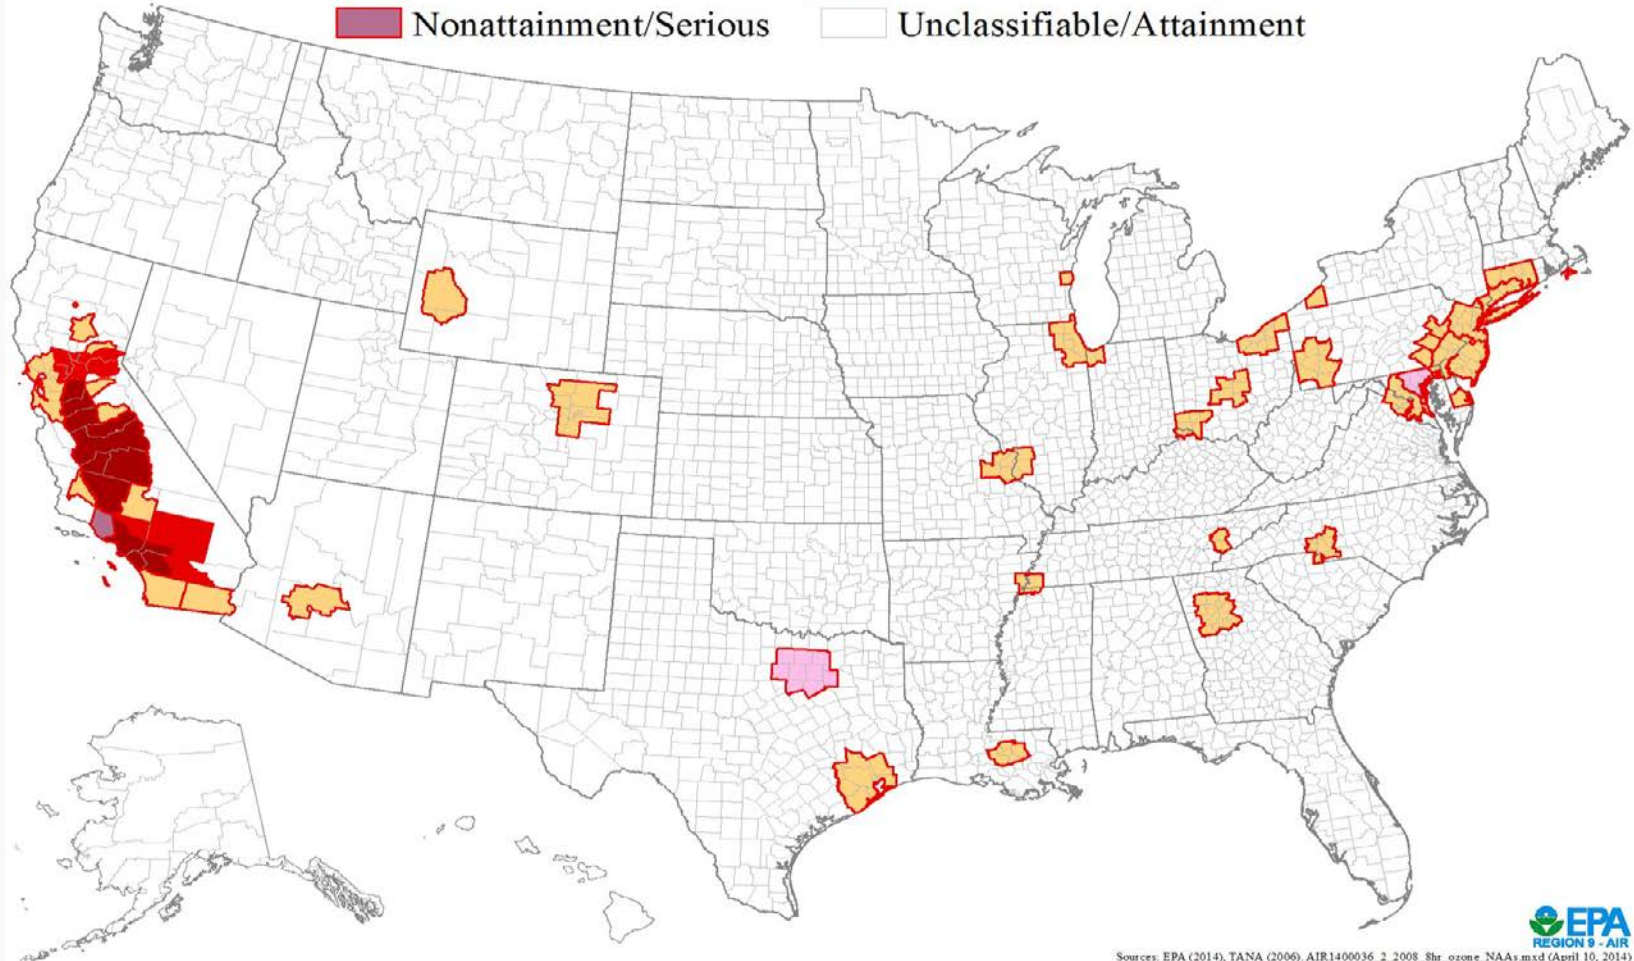 Nonattainment/Serious
Unclassifiable/Attainment
EPA
REGION 9 - AIR
Sources: EPA (2014), TANA (2006). AIR1400036_2_2008_8hr_ozone_NAAs.mxd (April 10, 2014)